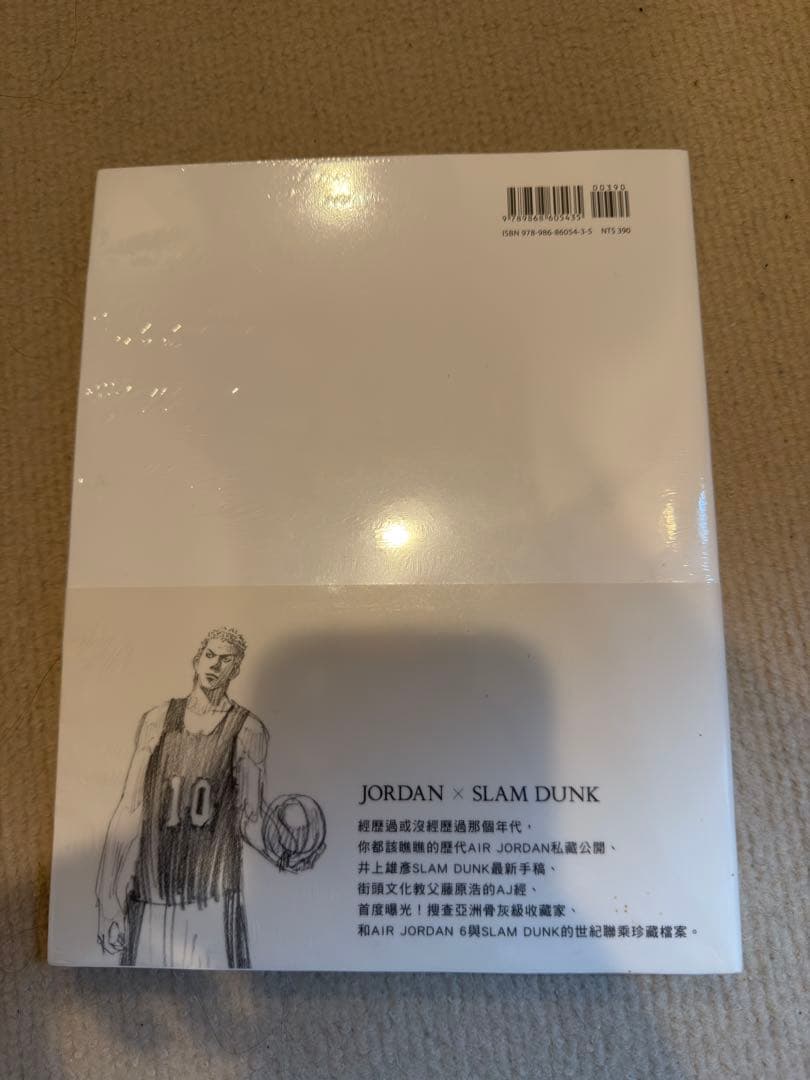 00390
9 789868 605435
ISBN 978-986-86054-3-5 NT$ 390
10
JORDAN × SLAM DUNK
經歷過或沒經歷過那個年代，
你都該瞧瞧的歷代AIR JORDAN私藏公開、
井上雄彥SLAM DUNK最新手稿、
街頭文化教父藤原浩的AJ經、
首度曝光！搜查亞洲骨灰級收藏家、
和AIR JORDAN 6與SLAM DUNK的世紀聯乘珍藏檔案。